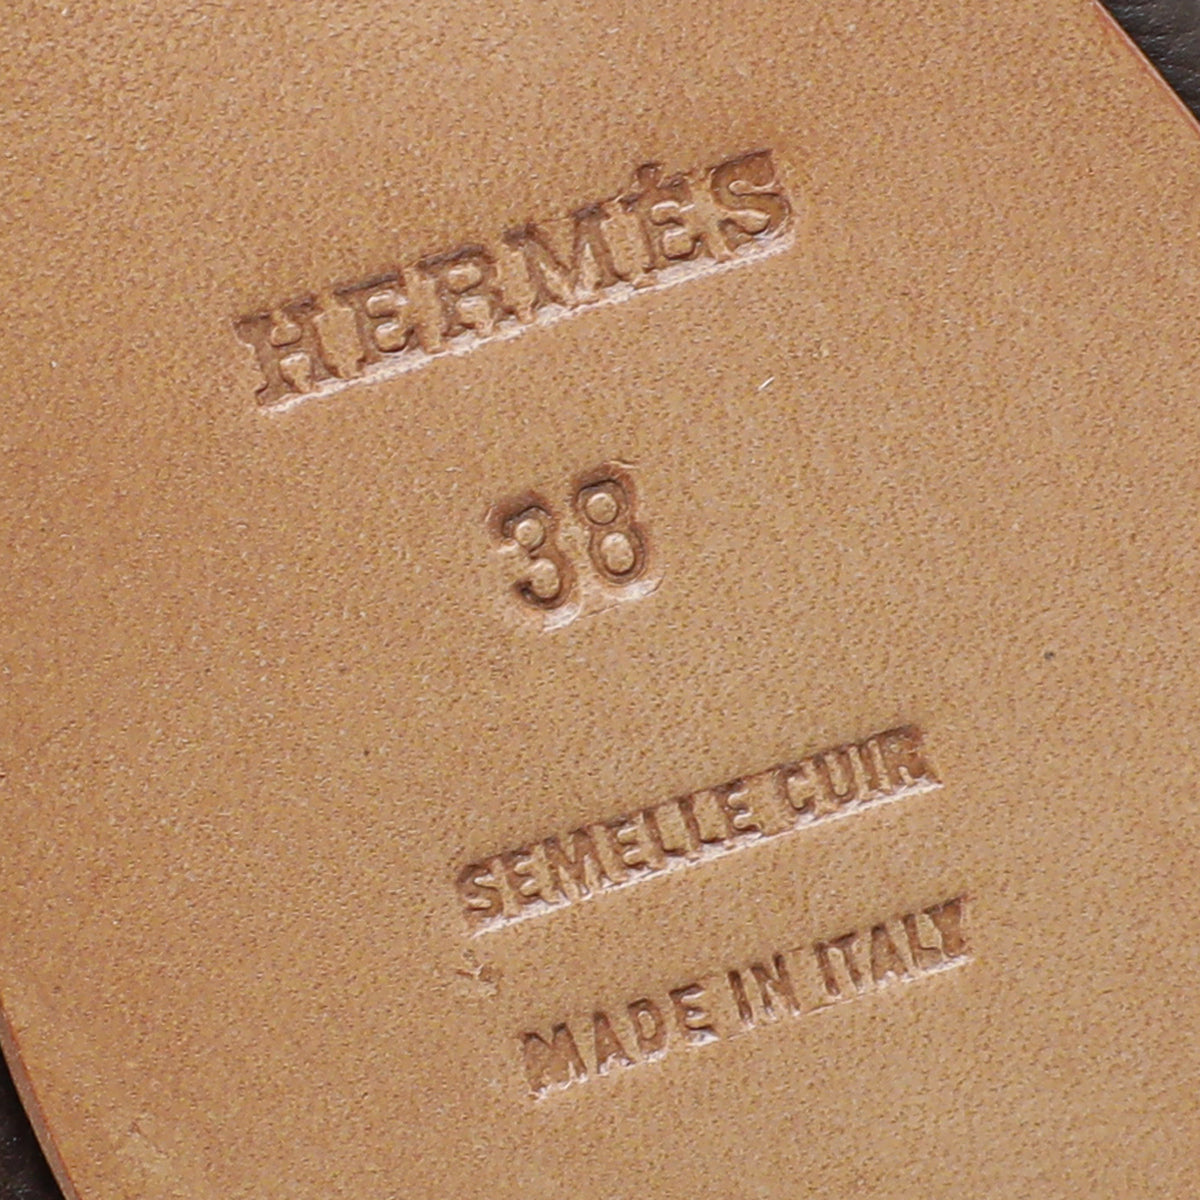 HERMÈS
38
SEMELLE CUIR
MADE IN ITALY